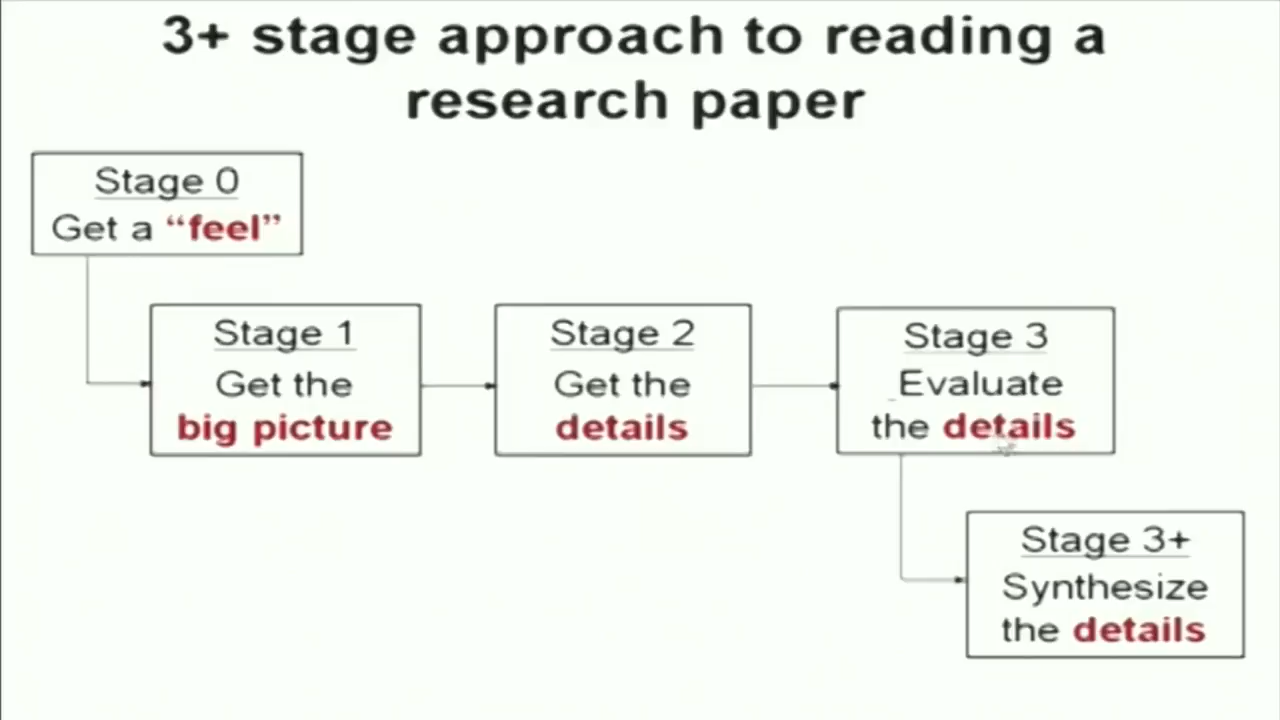 3+ stage approach to reading a
research paper
Stage 0
Get a “feel”
Stage 1
Get the
big picture
Stage 2
Get the
details
Stage 3
Evaluate
the details
Stage 3+
Synthesize
the details